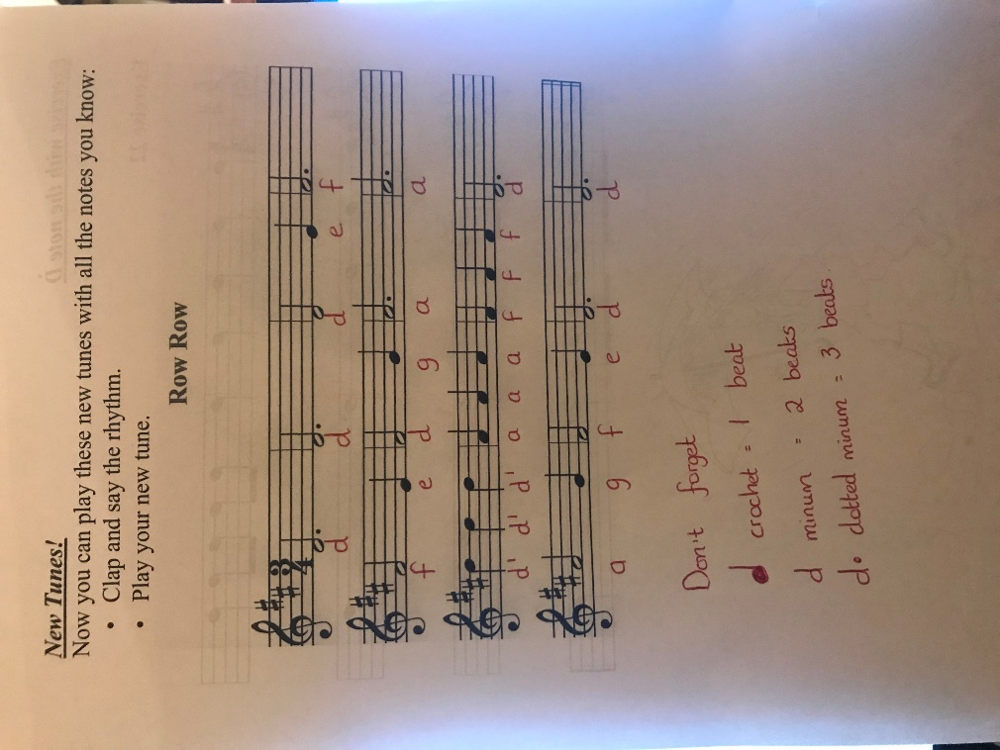 New Tunes!
Now you can play these new tunes with all the notes you know:
• Clap and say the rhythm.
• Play your new tune.
Row Row
3
4
d d d e f
f e d g a a
d' d' d' a a a f f f d
a g f e d d
Don't forget
crochet = 1 beat
d minum = 2 beats
d. dotted minum = 3 beats.